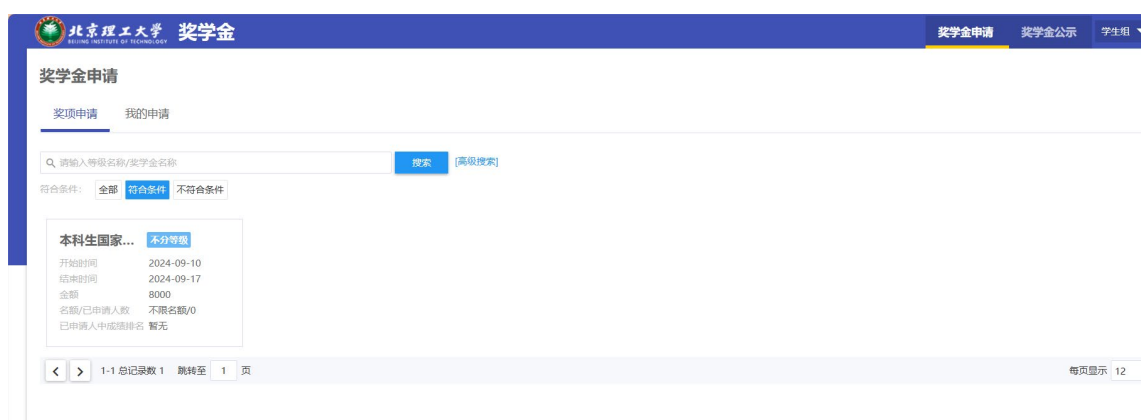 北京理工大学 奖学金 奖学金申请 奖学金公示 学生组
BEIJING INSTITUTE OF TECHNOLOGY
奖学金申请
奖项申请 我的申请
请输入等级名称/奖学金名称 搜索 [高级搜索]
符合条件: 全部 符合条件 不符合条件
本科生国家... 不分等级
开始时间 2024-09-10
结束时间 2024-09-17
金额 8000
名额/已申请人数 不限名额/0
已申请人中成绩排名 暂无
1-1 总记录数 1 跳转至 1 页 每页显示 12